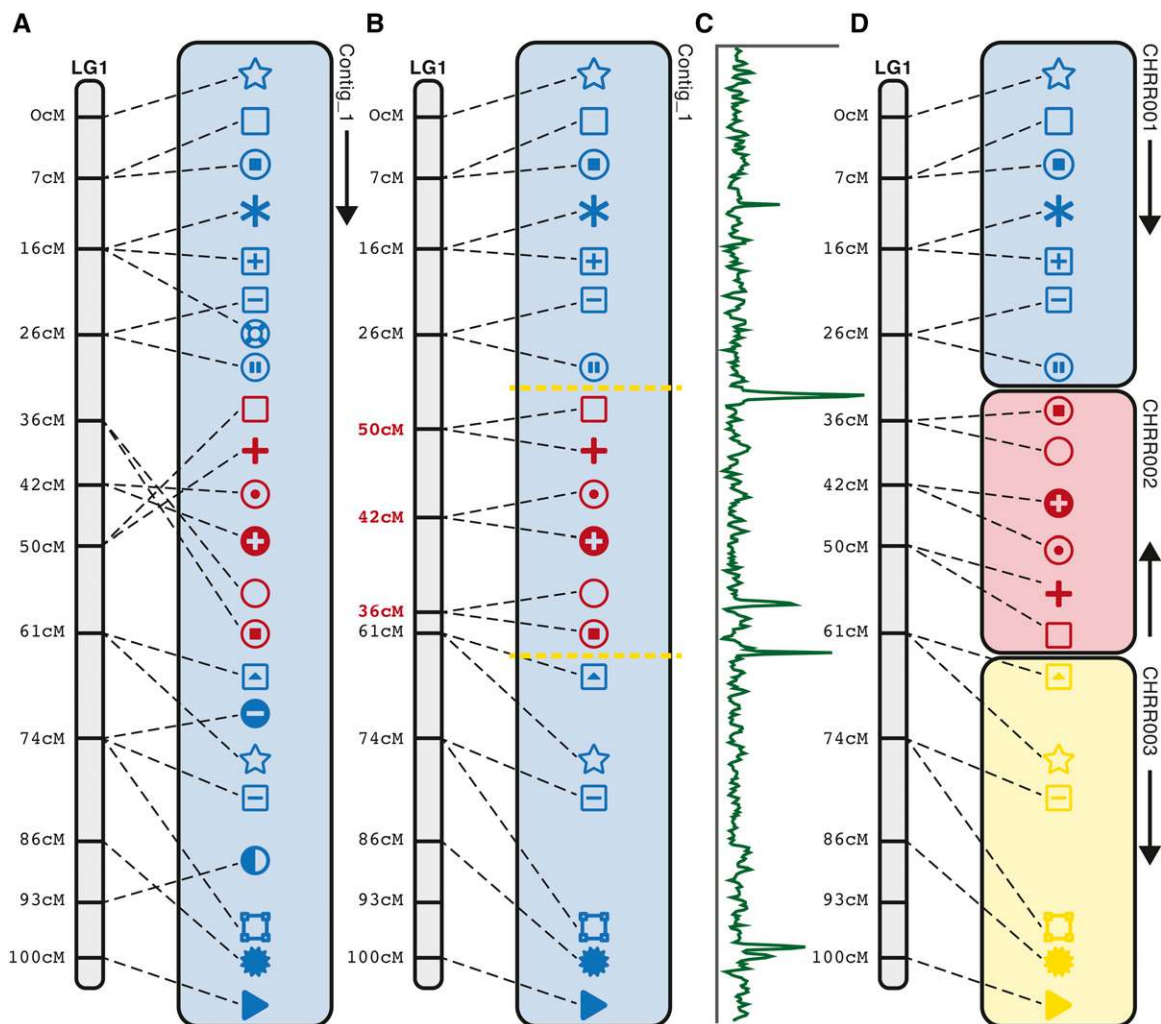 A
B
C
D
LG1
Contig_1
0cM
7cM
16cM
26cM
36cM
42cM
50cM
61cM
74cM
86cM
93cM
100cM
LG1
Contig_1
0cM
7cM
16cM
26cM
50cM
42cM
36cM
61cM
74cM
86cM
93cM
100cM
LG1
CHRR001
CHRR002
CHRR003
0cM
7cM
16cM
26cM
36cM
42cM
50cM
61cM
74cM
86cM
93cM
100cM